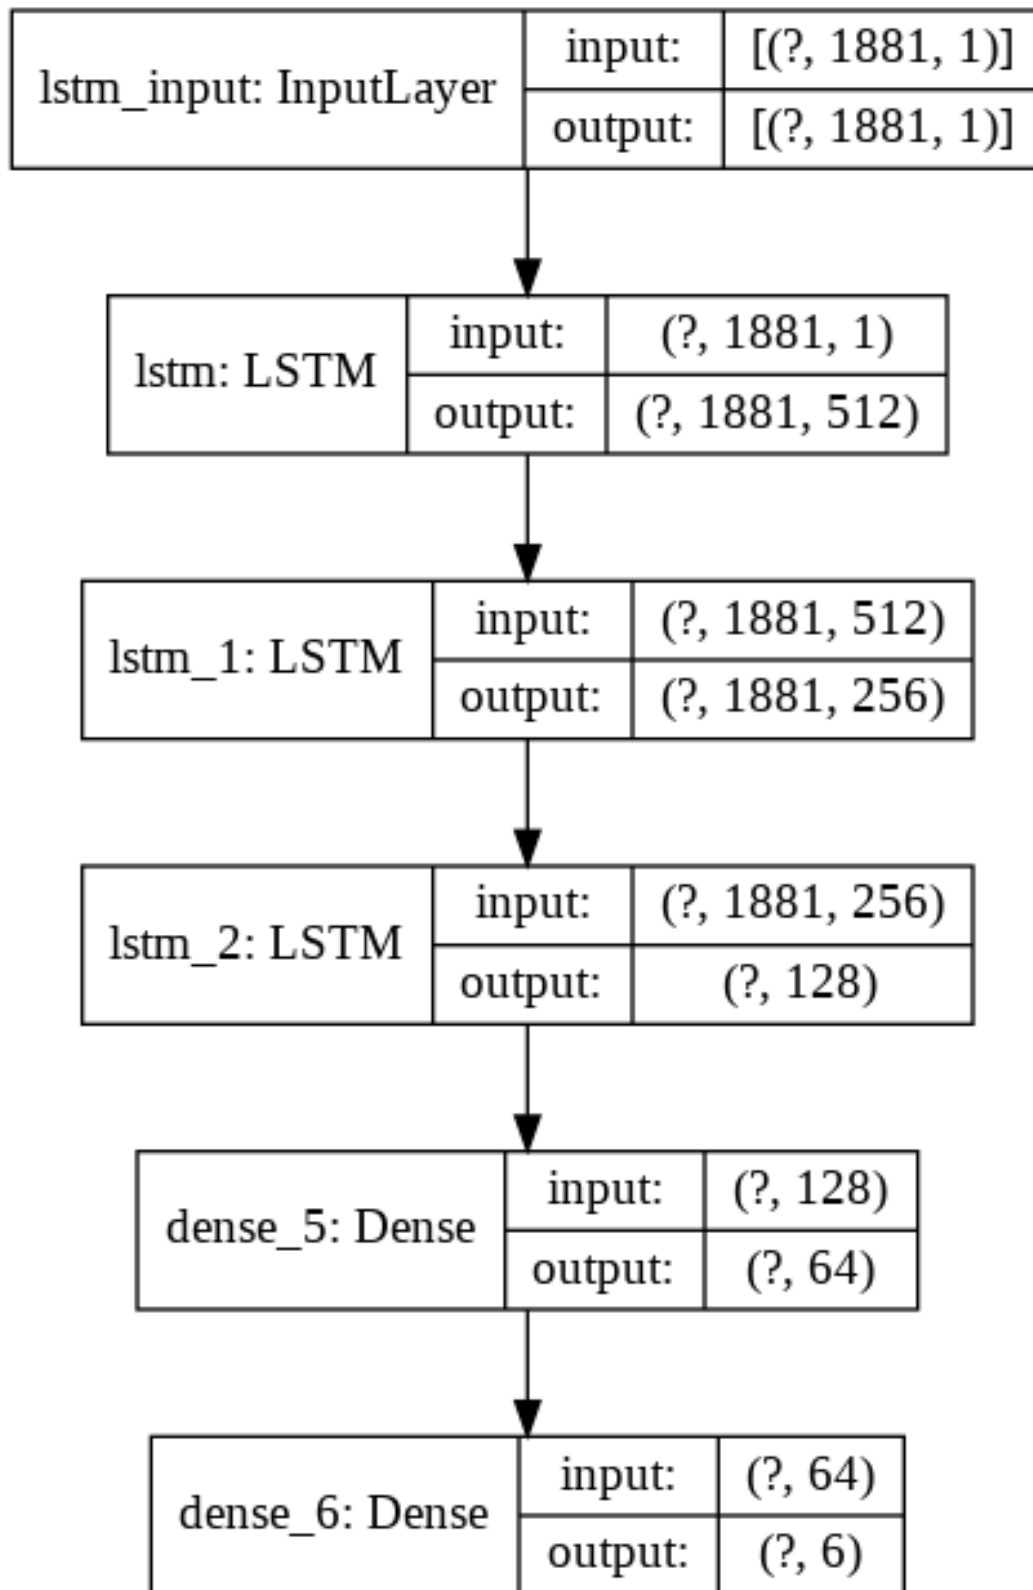 lstm_input: InputLayer
input: [(?, 1881, 1)]
output: [(?, 1881, 1)]
lstm: LSTM
input: (?, 1881, 1)
output: (?, 1881, 512)
lstm_1: LSTM
input: (?, 1881, 512)
output: (?, 1881, 256)
lstm_2: LSTM
input: (?, 1881, 256)
output: (?, 128)
dense_5: Dense
input: (?, 128)
output: (?, 64)
dense_6: Dense
input: (?, 64)
output: (?, 6)